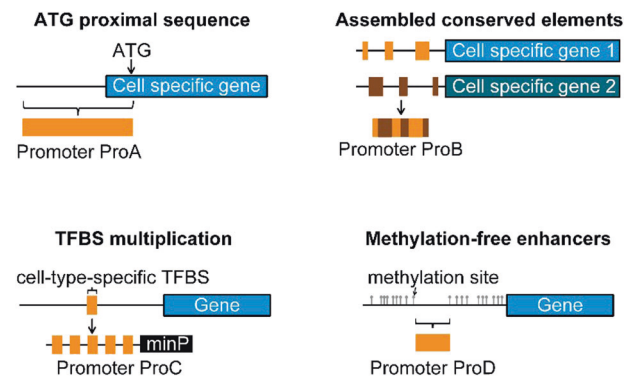 ATG proximal sequence
ATG
Cell specific gene
Promoter ProA
Assembled conserved elements
Cell specific gene 1
Cell specific gene 2
Promoter ProB
TFBS multiplication
cell-type-specific TFBS
Gene
minP
Promoter ProC
Methylation-free enhancers
methylation site
Gene
Promoter ProD